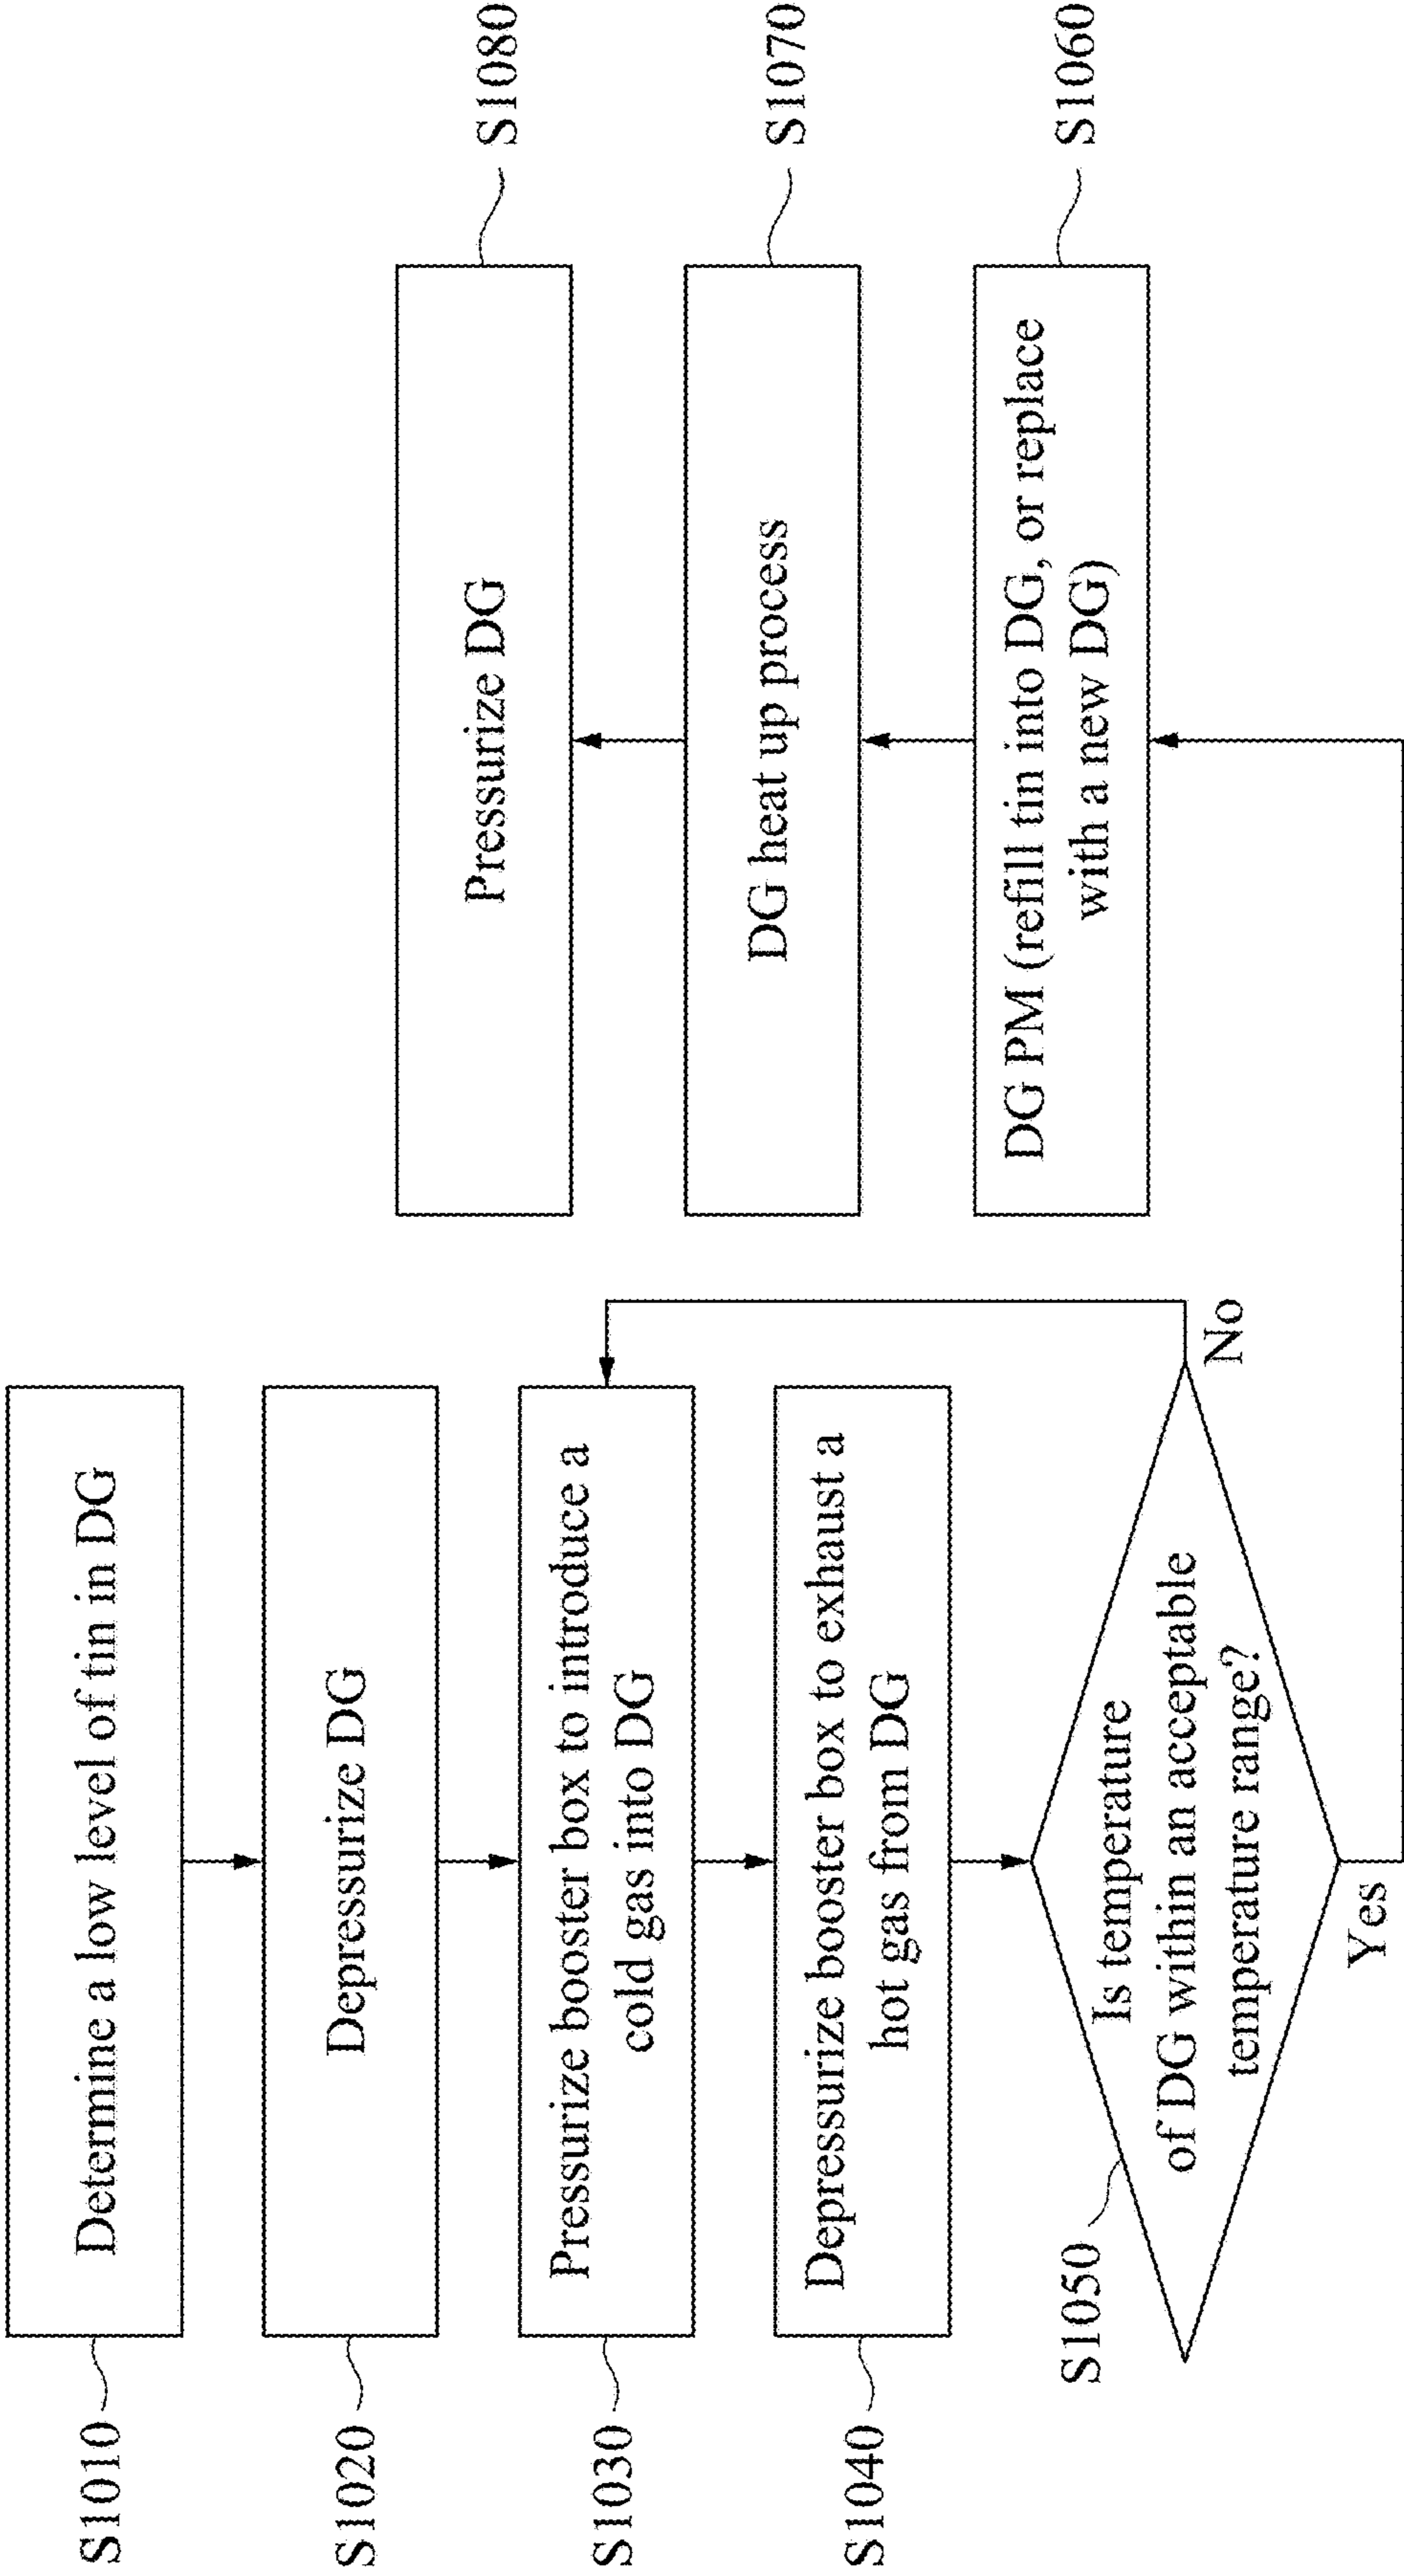 S1010
Determine a low level of tin in DG
S1020
Depressurize DG
S1030
Pressurize booster box to introduce a
cold gas into DG
S1040
Depressurize booster box to exhaust a
hot gas from DG
S1050
Is temperature
of DG within an acceptable
temperature range?
No
Yes
DG PM (refill tin into DG, or replace
with a new DG)
S1060
DG heat up process
S1070
Pressurize DG
S1080